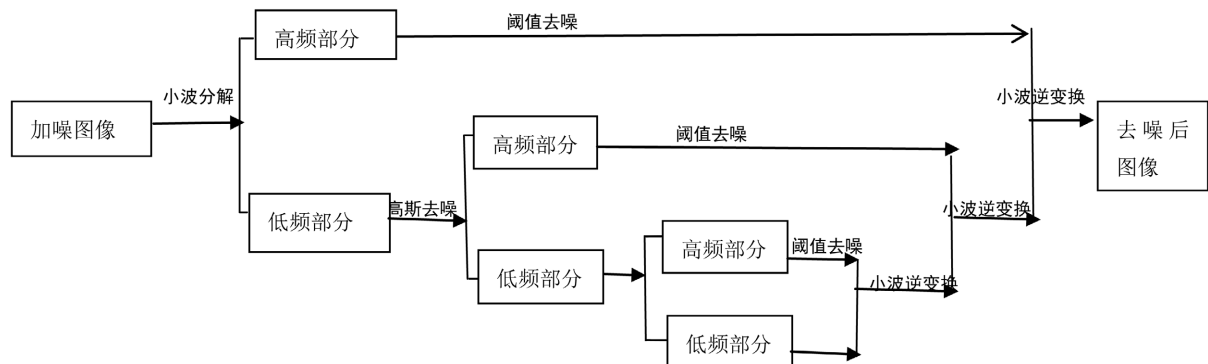 高频部分
阈值去噪
小波分解
小波逆变换
加噪图像
去噪后
图像
高频部分
阈值去噪
低频部分
高斯去噪
小波逆变换
高频部分
阈值去噪
低频部分
小波逆变换
低频部分